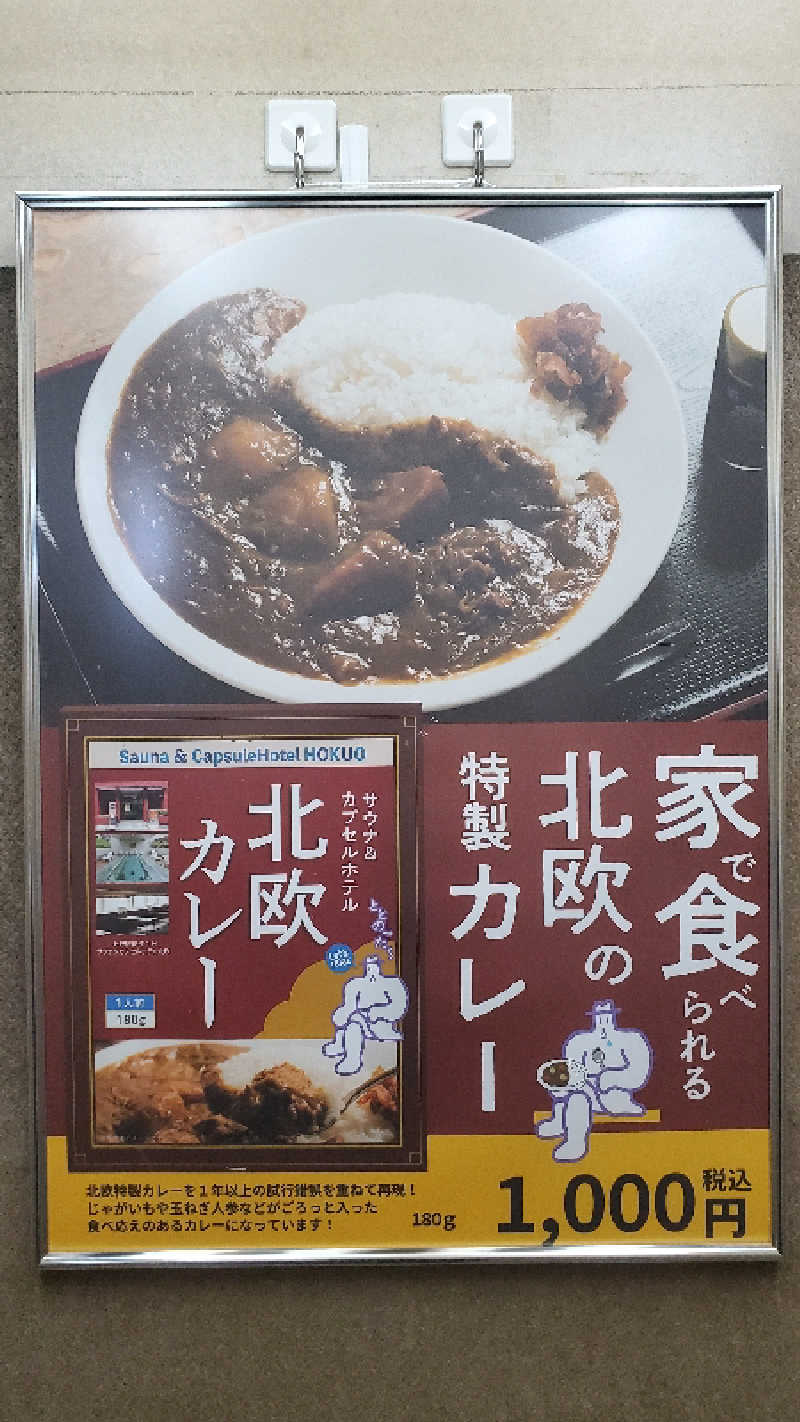 家で食べられる
北欧の
特製カレー
Sauna & CapsuleHotel HOKUO
サウナ&
カプセルホテル
北欧
カレー
ととのった?
1人前
180g
北欧特製カレーを1年以上の試行錯誤を重ねて再現!
じゃがいもや玉ねぎ人参などがごろっと入った
食べ応えのあるカレーになっています!
180g
1,000円
税込